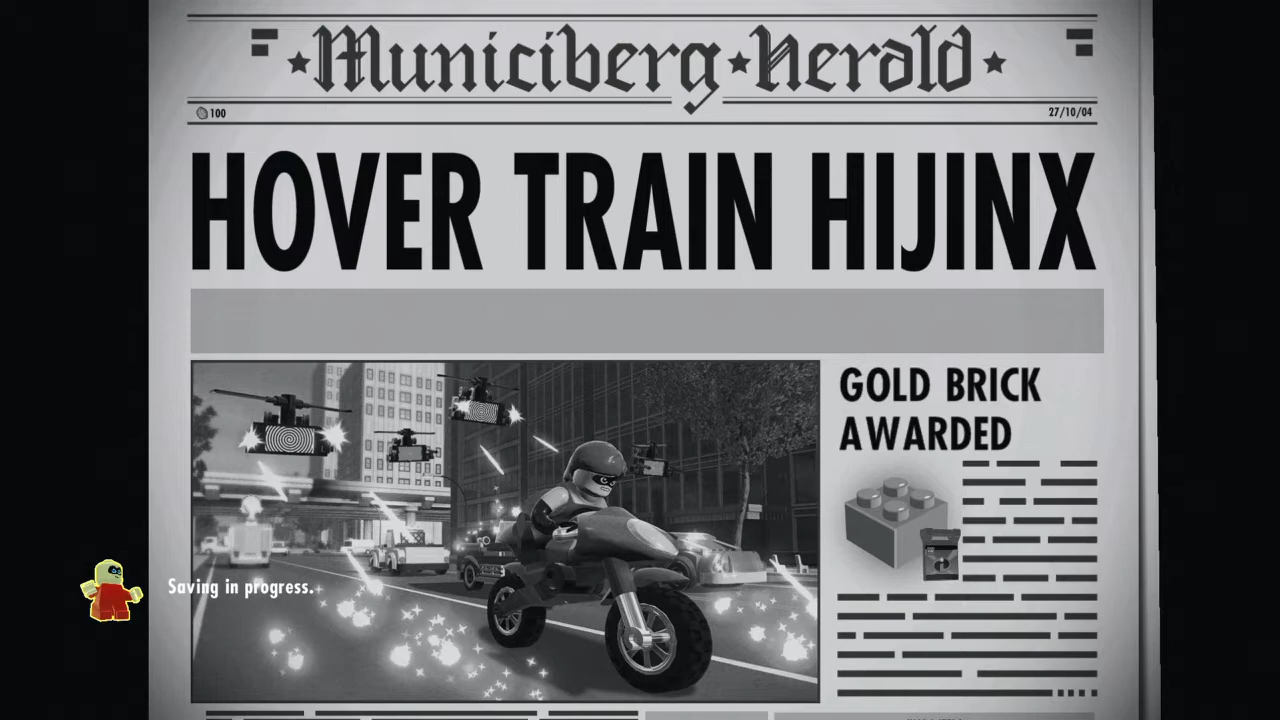 Municiberg Herald
100
27/10/04
HOVER TRAIN HIJINX
GOLD BRICK
AWARDED
Saving in progress.